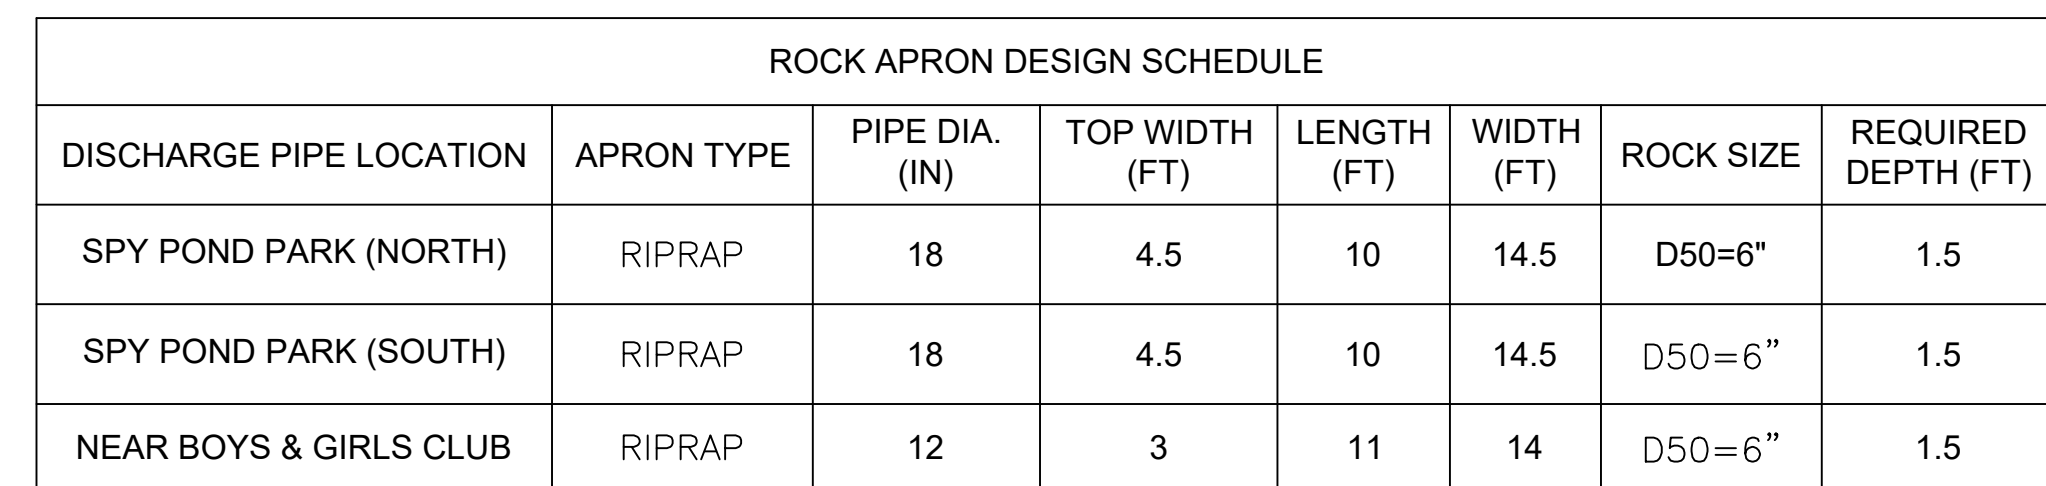 ROCK APRON DESIGN SCHEDULE
DISCHARGE PIPE LOCATION APRON TYPE PIPE DIA. (IN) TOP WIDTH (FT) LENGTH (FT) WIDTH (FT) ROCK SIZE REQUIRED DEPTH (FT)
SPY POND PARK (NORTH) RIPRAP 18 4.5 10 14.5 D50=6" 1.5
SPY POND PARK (SOUTH) RIPRAP 18 4.5 10 14.5 D50=6” 1.5
NEAR BOYS & GIRLS CLUB RIPRAP 12 3 11 14 D50=6” 1.5